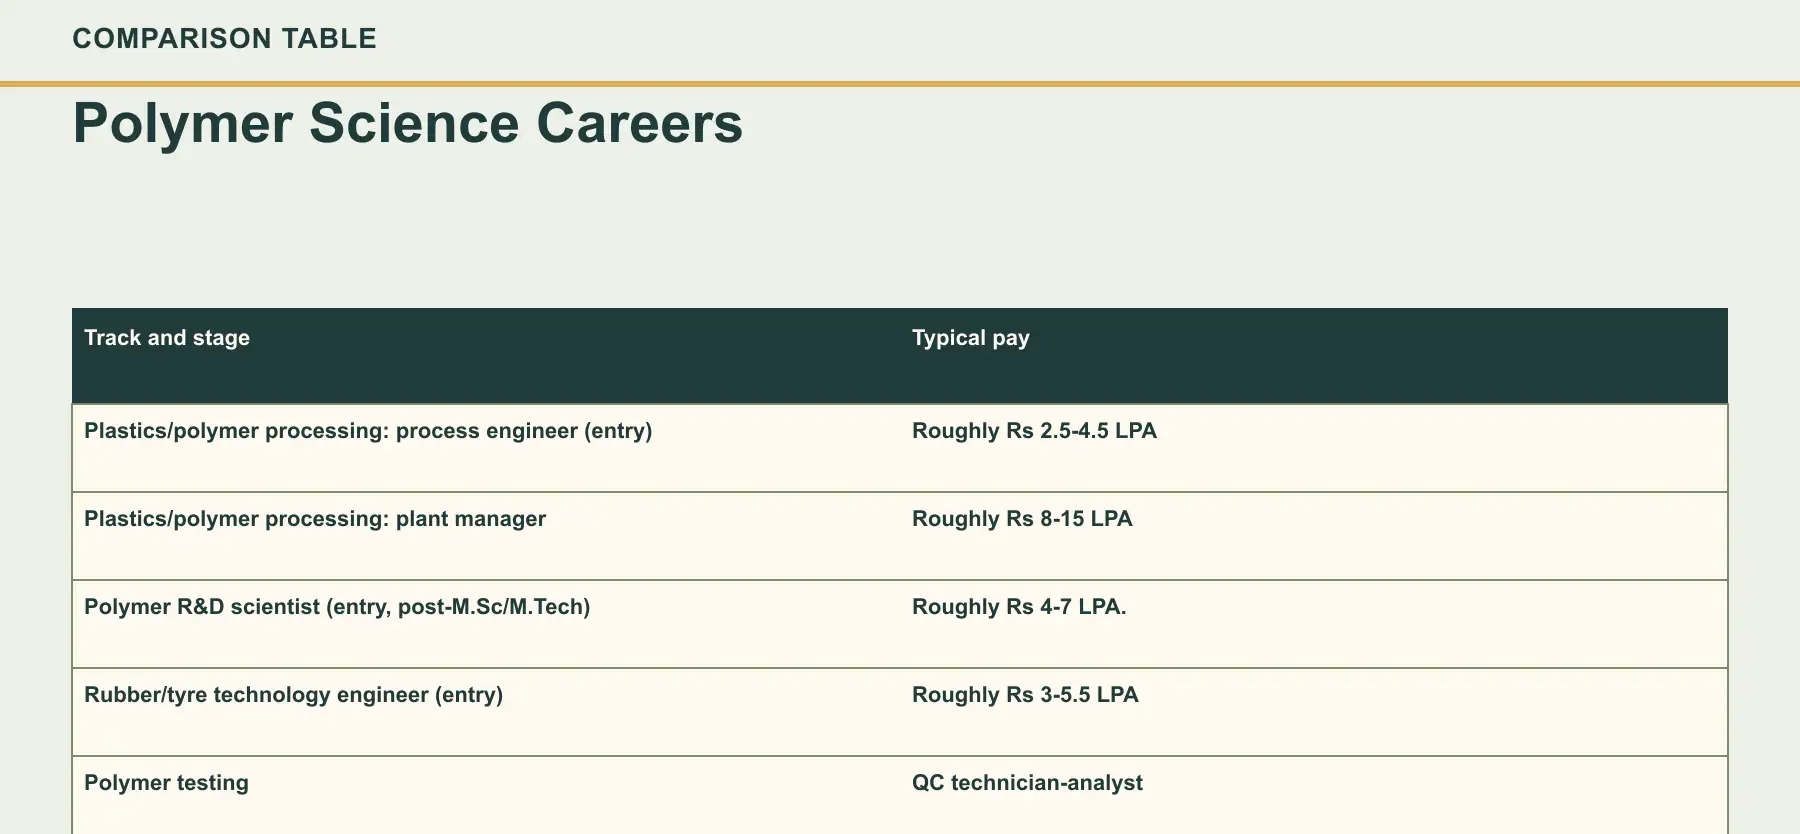 COMPARISON TABLE
Polymer Science Careers
Track and stage Typical pay
Plastics/polymer processing: process engineer (entry) Roughly Rs 2.5-4.5 LPA
Plastics/polymer processing: plant manager Roughly Rs 8-15 LPA
Polymer R&D scientist (entry, post-M.Sc/M.Tech) Roughly Rs 4-7 LPA.
Rubber/tyre technology engineer (entry) Roughly Rs 3-5.5 LPA
Polymer testing QC technician-analyst